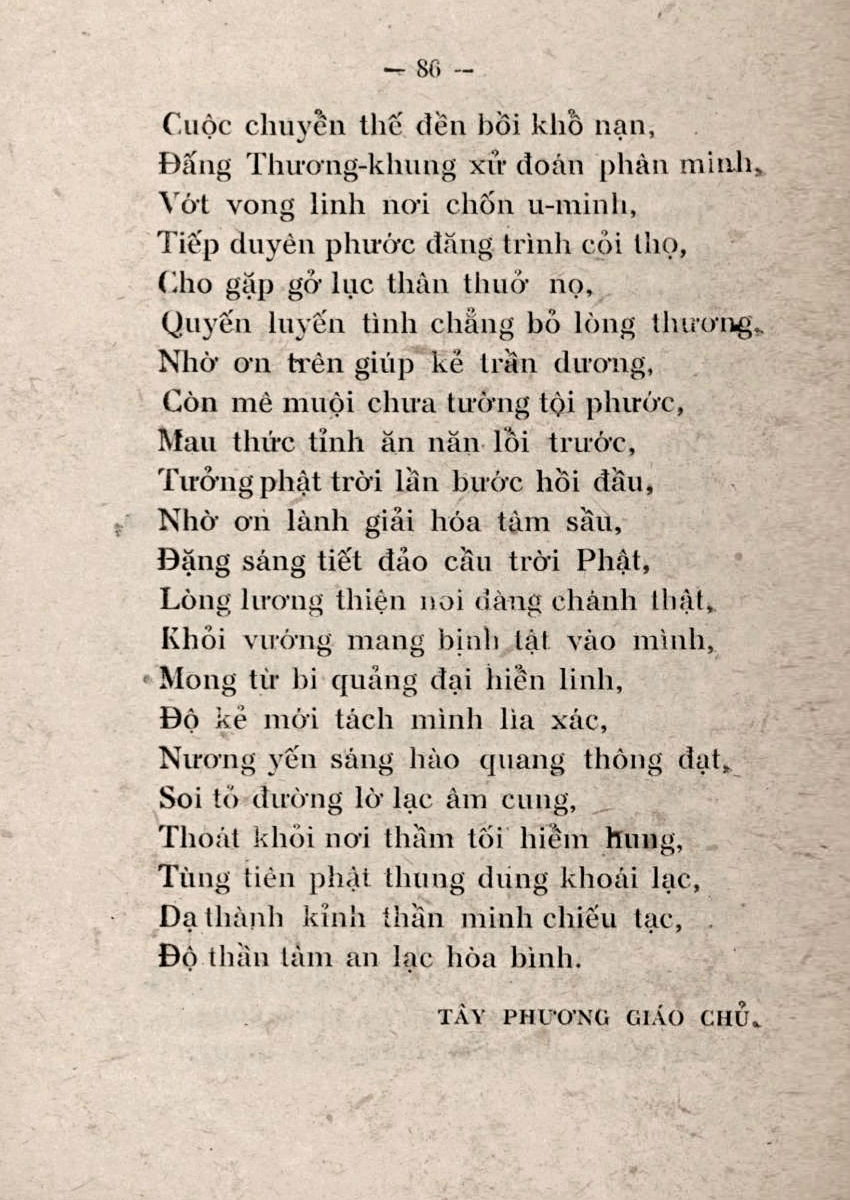 — 86 —
Cuộc chuyển thế đền bồi khổ nạn,
Đấng Thương-khung xử đoán phân minh,
Vớt vong linh nơi chốn u-minh,
Tiếp duyên phước đăng trình cỏi thọ,
Cho gặp gở lục thân thuở nọ,
Quyến luyến tình chẳng bỏ lòng thương,
Nhờ ơn trên giúp kẻ trần dương,
Còn mê muội chưa tường tội phước,
Mau thức tỉnh ăn năn lỗi trước,
Tưởng phật trời lần bước hồi đầu,
Nhờ ơn lành giải hóa tâm sầu,
Đặng sáng tiết đảo cầu trời Phật,
Lòng lương thiện noi dàng chánh thật,
Khỏi vướng mang bịnh tật vào mình,
Mong từ bi quảng đại hiển linh,
Độ kẻ mới tách mình lìa xác,
Nương yến sáng hào quang thông đạt,
Soi tỏ đường lờ lạc âm cung,
Thoát khỏi nơi thầm tối hiểm hung,
Tùng tiên phật thung dung khoái lạc,
Dạ thành kỉnh thần minh chiếu tạc,
Độ thần tâm an lạc hòa bình.
TÂY PHƯƠNG GIÁO CHỦ.